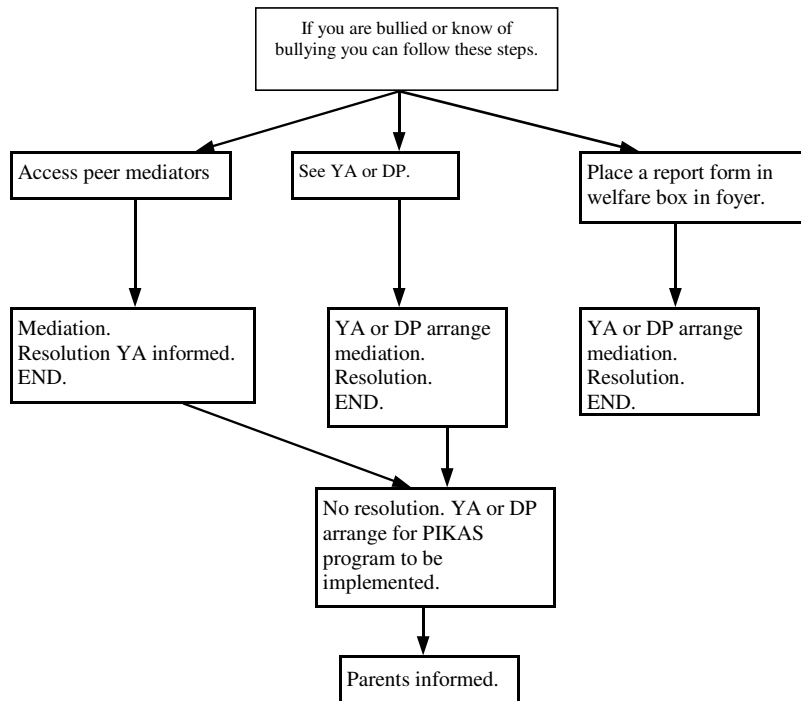 If you are bullied or know of
bullying you can follow these steps.
Access peer mediators
See YA or DP.
Place a report form in
welfare box in foyer.
Mediation.
Resolution YA informed.
END.
YA or DP arrange
mediation.
Resolution.
END.
YA or DP arrange
mediation.
Resolution.
END.
No resolution. YA or DP
arrange for PIKAS
program to be
implemented.
Parents informed.